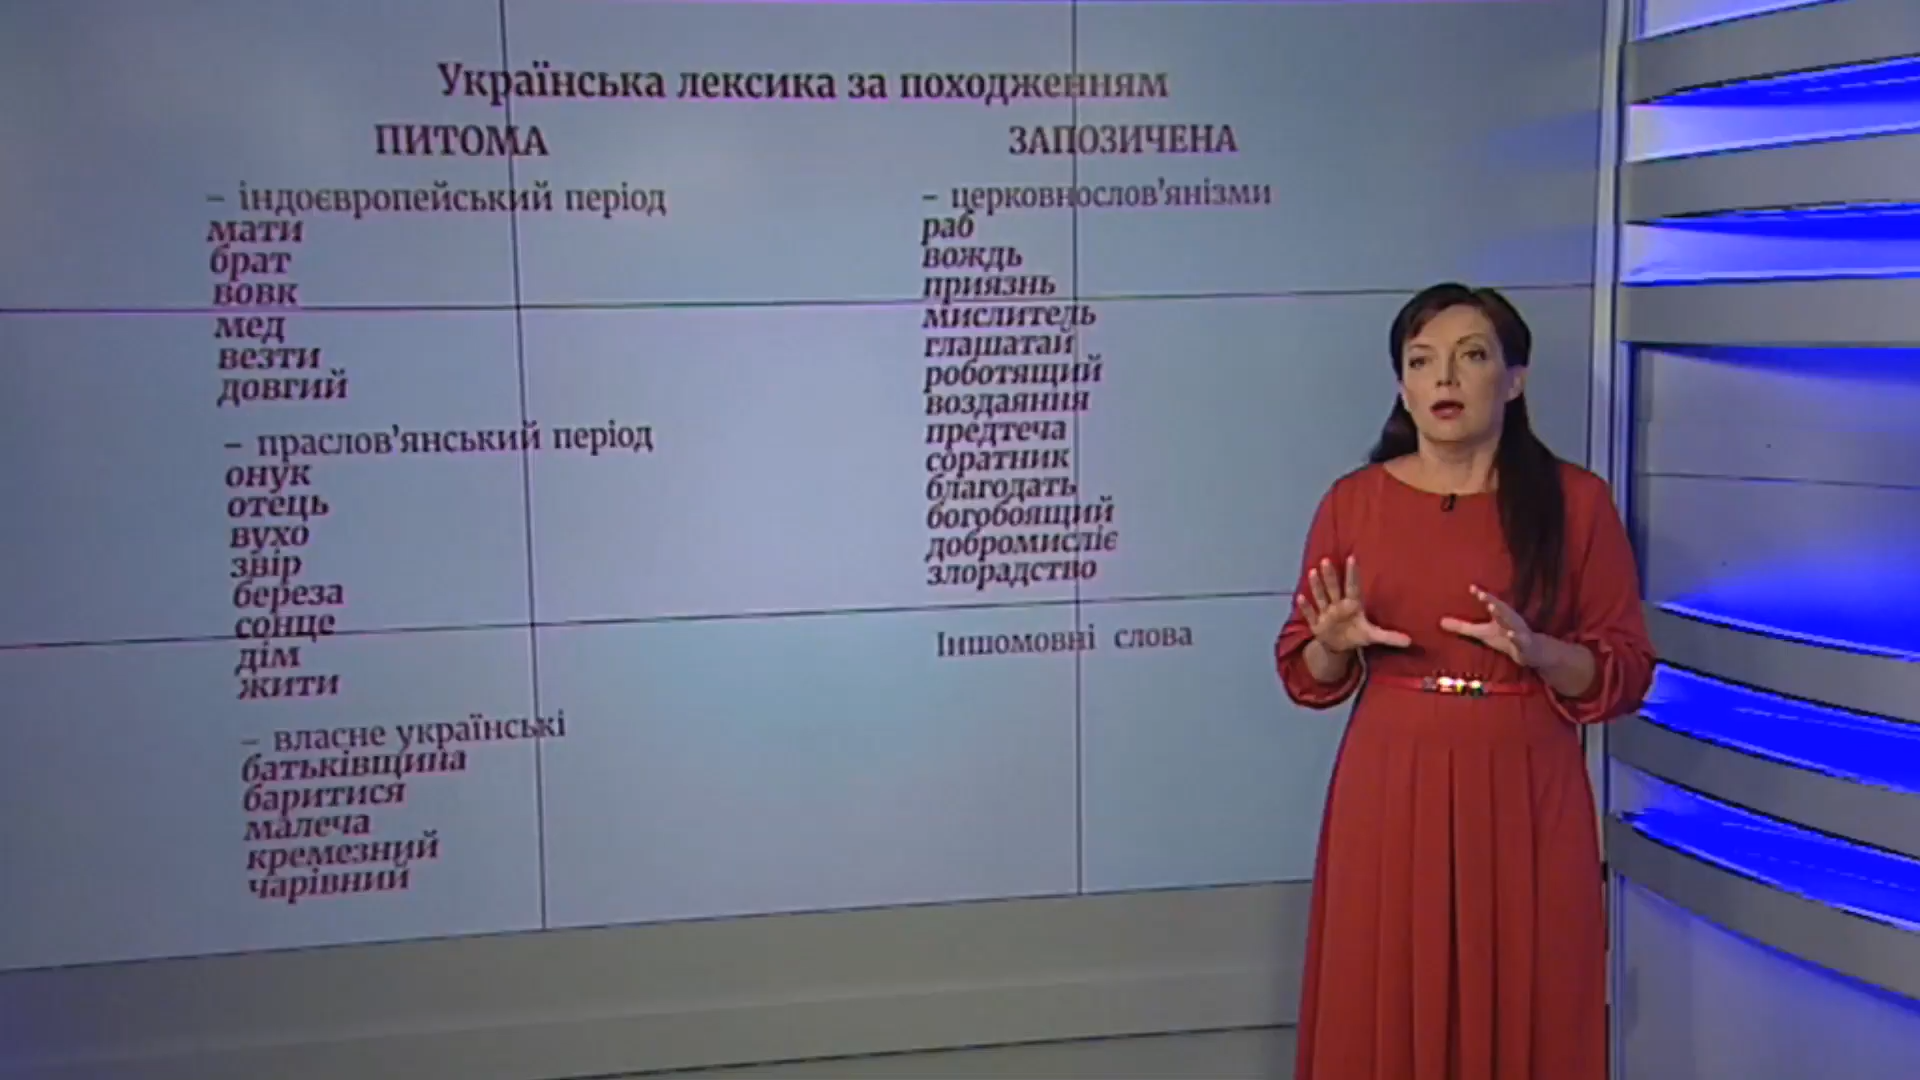 Українська лексика за походженням
ПИТОМА
– індоєвропейський період
мати
брат
вовк
мед
везти
довгий
– праслов’янський період
онук
отець
вухо
звір
береза
сонце
дім
жити
– власне українські
батьківщина
баритися
малеча
кремезний
чарівний
ЗАПОЗИЧЕНА
– церковнослов’янізми
раб
вождь
приязнь
мислитель
глашатай
роботящий
воздаяння
предтеча
соратник
благодать
богобоящий
добромисліє
злорадство
Іншомовні слова